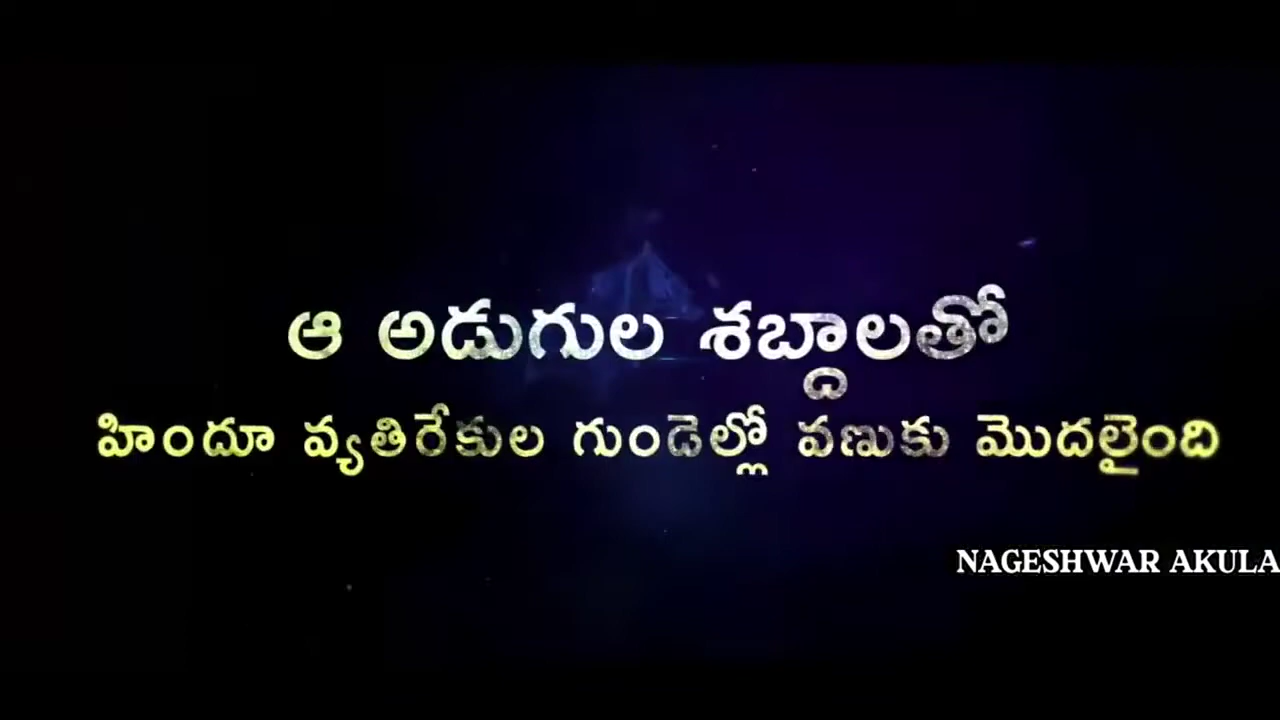 ఆ అడుగుల శబ్దాలతో
హిందూ వ్యతిరేకుల గుండెల్లో వణుకు మొదలైంది
NAGESHWAR AKULA